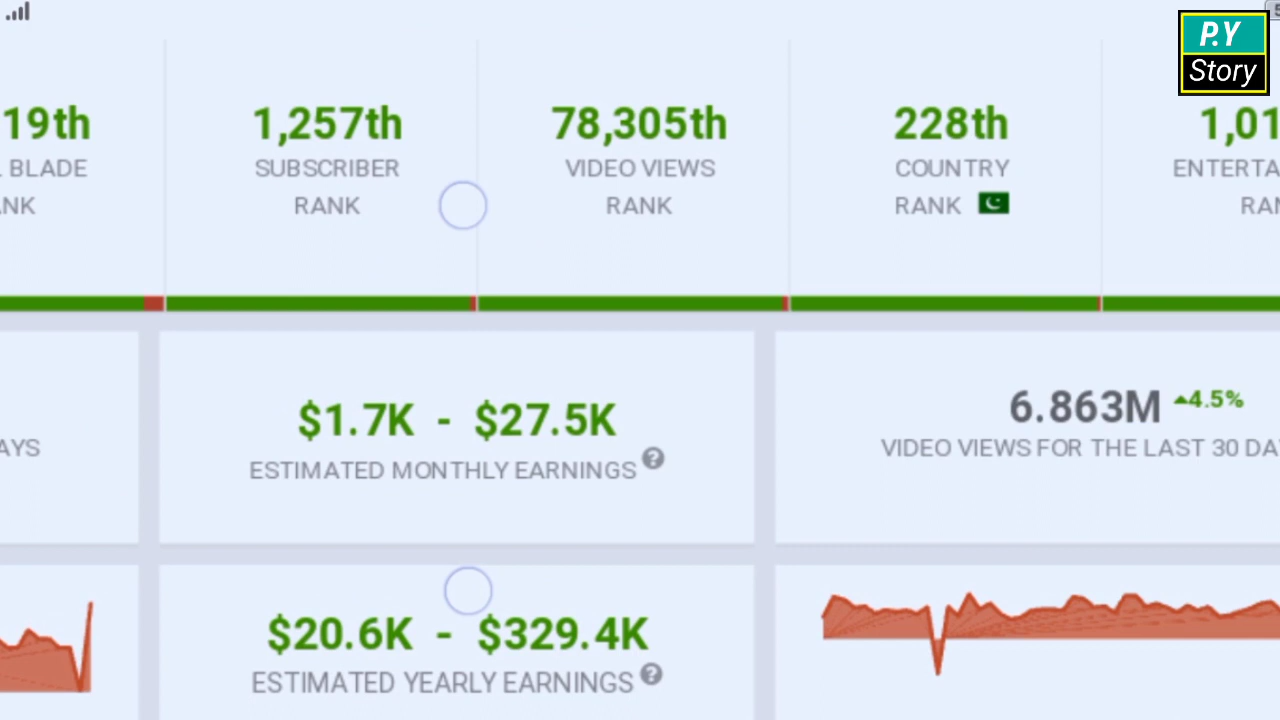 P.Y
Story
19th
BLADE
1,257th
SUBSCRIBER
RANK
78,305th
VIDEO VIEWS
RANK
228th
COUNTRY
RANK
1,01
ENTERTA
RA
AYS
$1.7K - $27.5K
ESTIMATED MONTHLY EARNINGS ?
6.863M ▲4.5%
VIDEO VIEWS FOR THE LAST 30 DA
$20.6K - $329.4K
ESTIMATED YEARLY EARNINGS ?